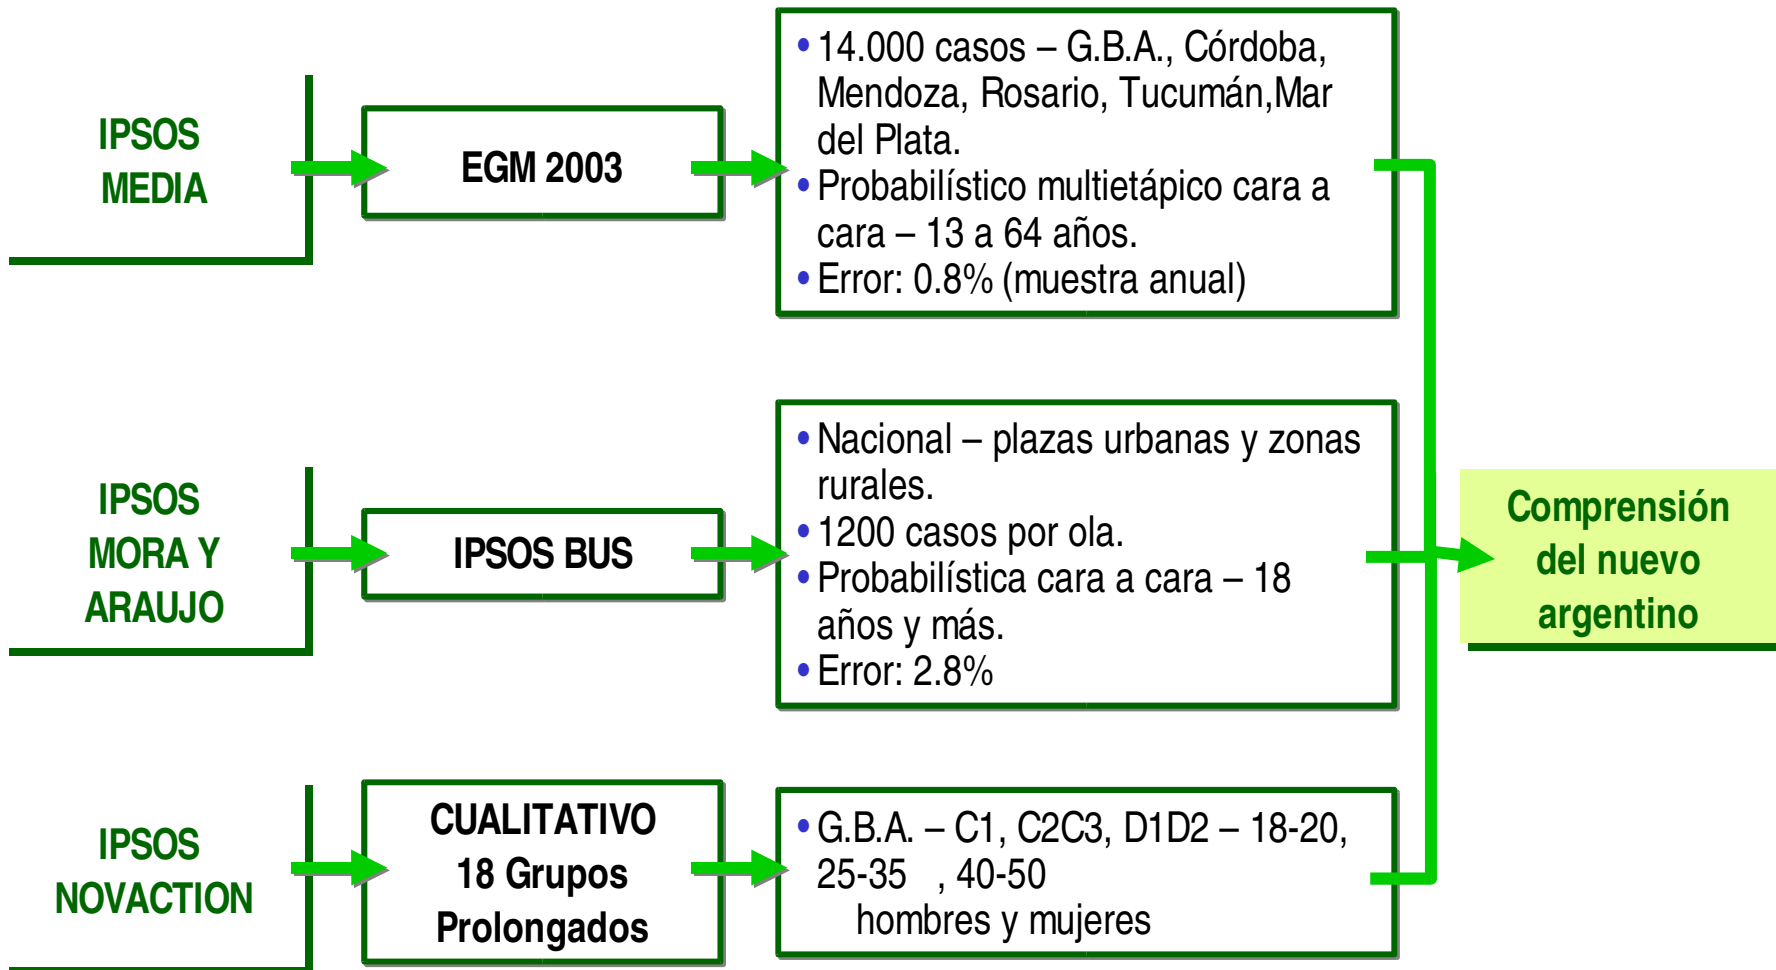 IPSOS
MEDIA
EGM 2003
•14.000 casos – G.B.A., Córdoba,
Mendoza, Rosario, Tucumán,Mar
del Plata.
•Probabilístico multietápico cara a
cara – 13 a 64 años.
•Error: 0.8% (muestra anual)
IPSOS
MORA Y
ARAUJO
IPSOS BUS
•Nacional – plazas urbanas y zonas
rurales.
•1200 casos por ola.
•Probabilística cara a cara – 18
años y más.
•Error: 2.8%
Comprensión
del nuevo
argentino
IPSOS
NOVACTION
CUALITATIVO
18 Grupos
Prolongados
•G.B.A. – C1, C2C3, D1D2 – 18-20,
25-35 , 40-50
hombres y mujeres